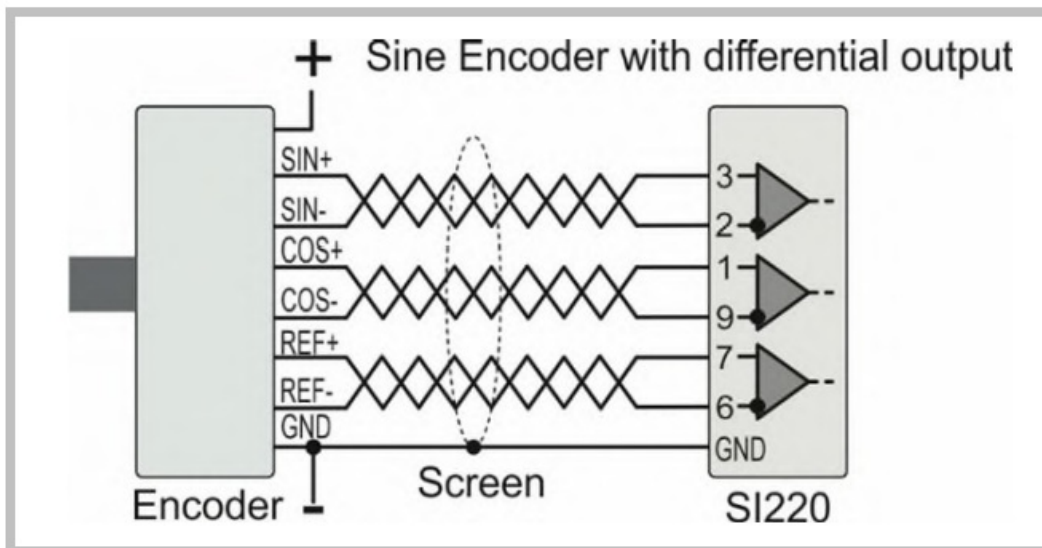 + Sine Encoder with differential output
SIN+
3
SIN-
2
COS+
1
COS-
9
REF+
7
REF-
6
GND
GND
Screen
Encoder -
SI220